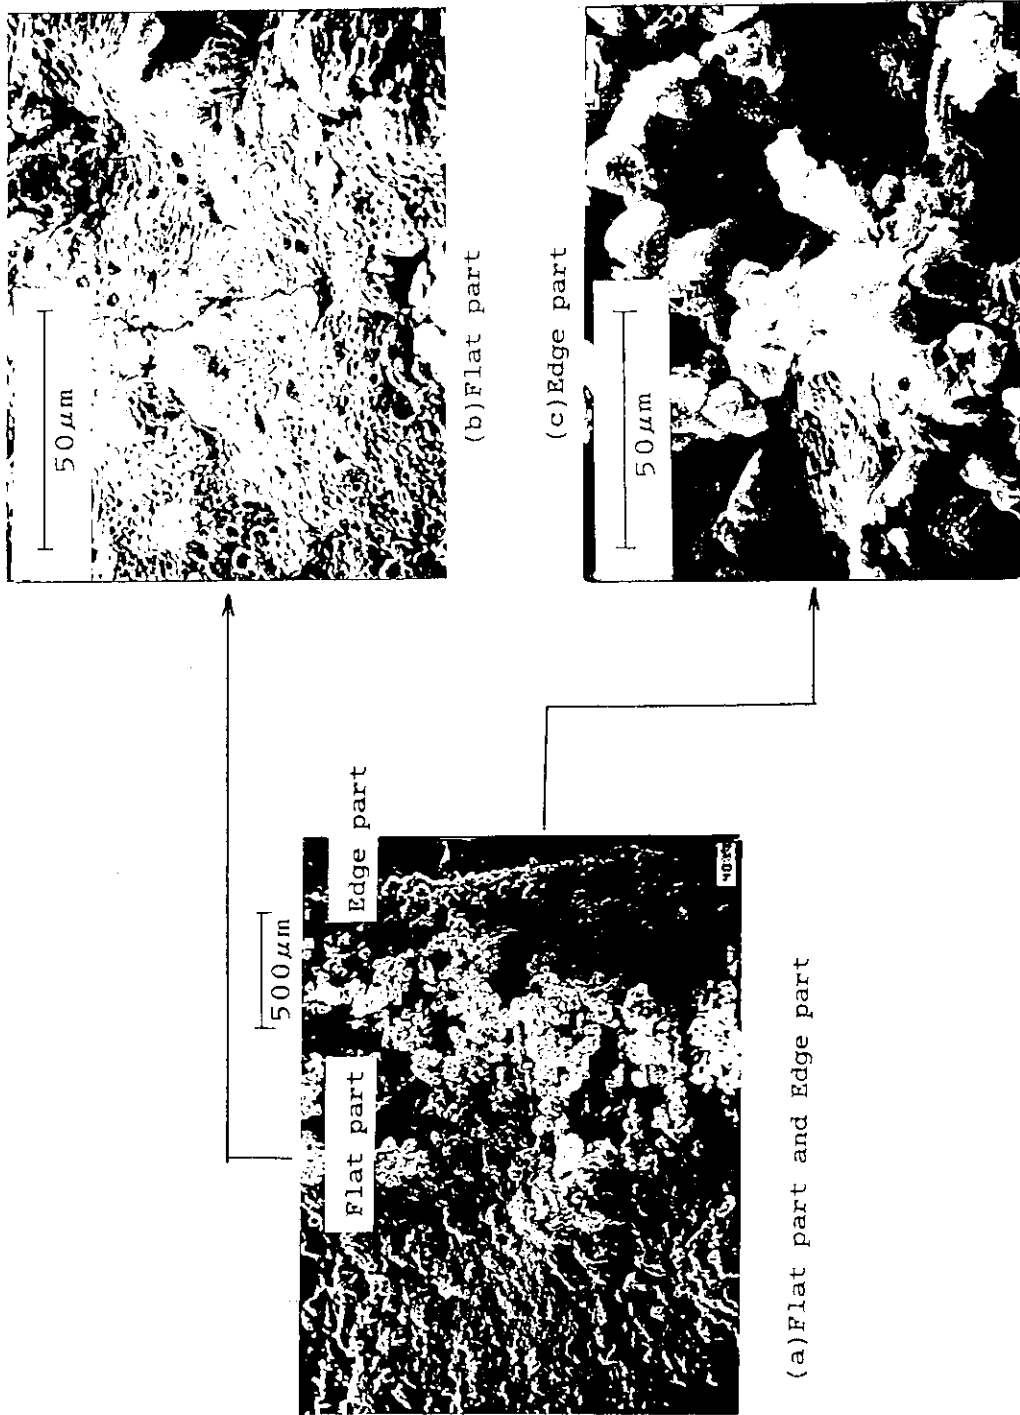 50μm
(b)Flat part
50μm
(c)Edge part
Flat part
500μm
Edge part
(a)Flat part and Edge part